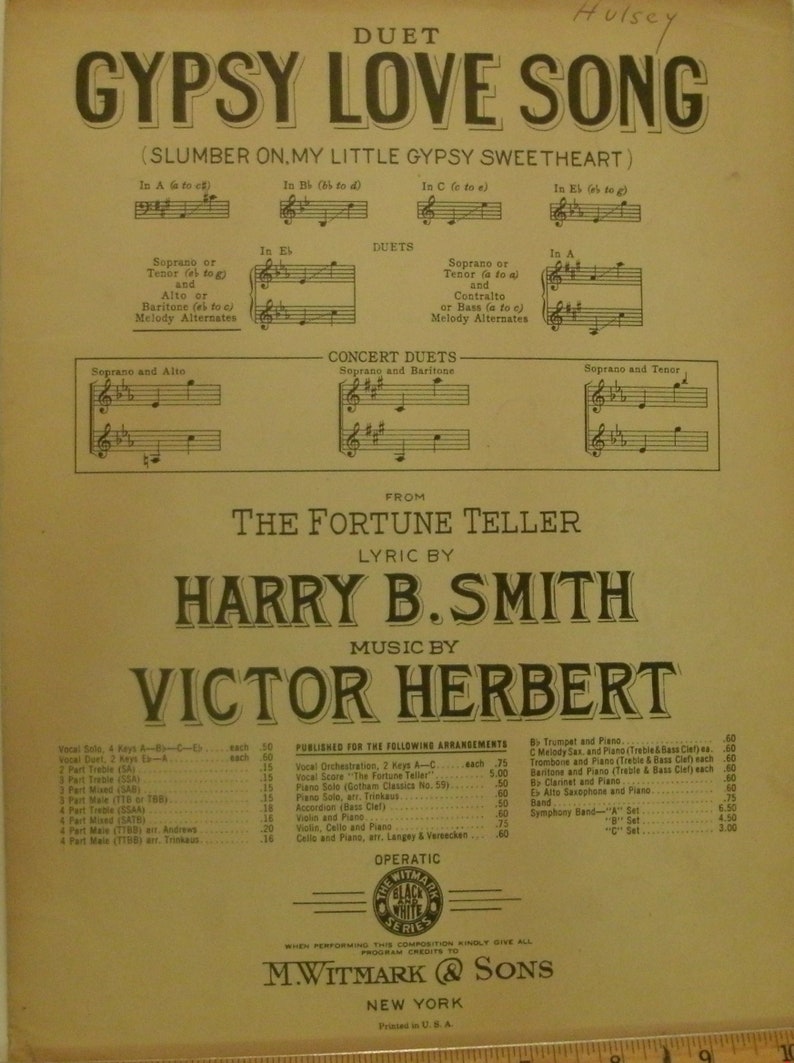 Hulsey
DUET
GYPSY LOVE SONG
(SLUMBER ON, MY LITTLE GYPSY SWEETHEART)
In A (a to c♯)
In B♭ (b♭ to d)
In C (c to e)
In E♭ (e♭ to g)
DUETS
Soprano or
Tenor (e♭ to g)
and
Alto or
Baritone (e♭ to c)
Melody Alternates
In E♭
Soprano or
Tenor (a to a)
and
Contralto
or Bass (a to e)
Melody Alternates
In A
CONCERT DUETS
Soprano and Alto
Soprano and Baritone
Soprano and Tenor
FROM
THE FORTUNE TELLER
LYRIC BY
HARRY B. SMITH
MUSIC BY
VICTOR HERBERT
Vocal Solo, 4 Keys A—B♭—C—E♭ ..... each .50
Vocal Duet, 2 Keys E♭—A ..... each .60
2 Part Treble (SA) ..... .15
3 Part Treble (SSA) ..... .15
3 Part Mixed (SAB) ..... .15
3 Part Male (TTB or TBB) ..... .15
4 Part Treble (SSAA) ..... .18
4 Part Mixed (SATB) ..... .16
4 Part Male (TTBB) arr. Andrews ..... .20
4 Part Male (TTBB) arr. Trinkaus ..... .16
PUBLISHED FOR THE FOLLOWING ARRANGEMENTS
Vocal Orchestration, 2 Keys A—C ..... each .75
Vocal Score "The Fortune Teller" ..... 5.00
Piano Solo (Gotham Classics No. 59) ..... .50
Piano Solo, arr. Trinkaus ..... .60
Accordion (Bass Clef) ..... .50
Violin and Piano ..... .60
Violin, Cello and Piano ..... .75
Cello and Piano, arr. Langey & Vereecken ... .60
B♭ Trumpet and Piano ..... .60
C Melody Sax. and Piano (Treble & Bass Clef) ea. .60
Trombone and Piano (Treble & Bass Clef) each .60
Baritone and Piano (Treble & Bass Clef) each .60
B♭ Clarinet and Piano ..... .60
E♭ Alto Saxophone and Piano ..... .60
Band ..... .75
Symphony Band—"A" Set ..... 6.50
"B" Set ..... 4.50
"C" Set ..... 3.00
OPERATIC
THE WITMARK
BLACK
AND
WHITE
SERIES
WHEN PERFORMING THIS COMPOSITION KINDLY GIVE ALL
PROGRAM CREDITS TO
M. WITMARK & SONS
NEW YORK
Printed in U. S. A.
7 8 9 10